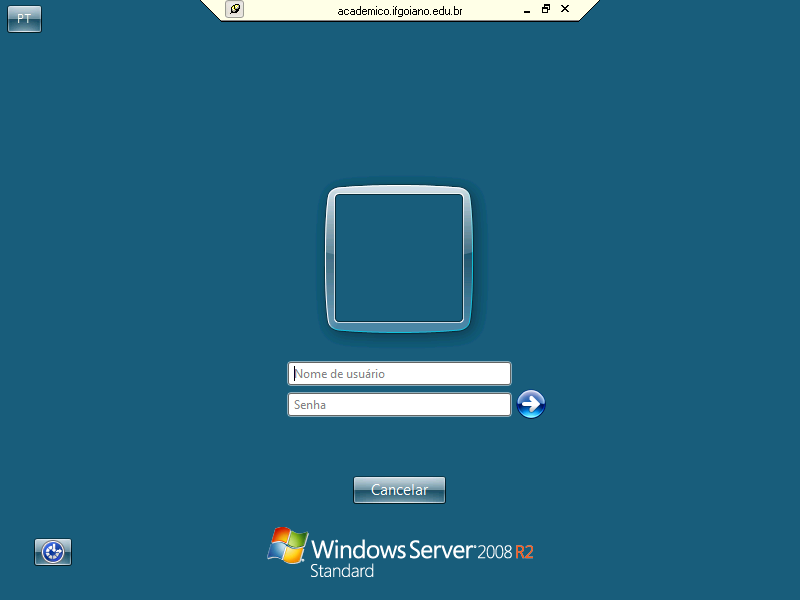 PT
academico.ifgoiano.edu.br
Nome de usuário
Senha
Cancelar
Windows Server 2008 R2
Standard